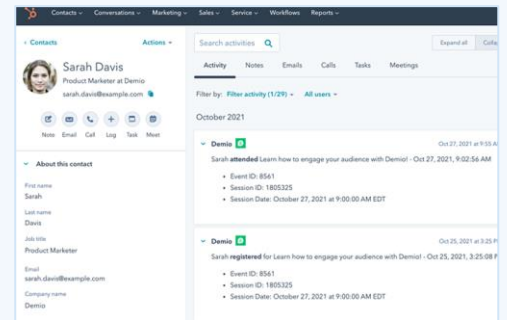 Contacts Conversations Marketing Sales Service Workflows Reports
Contacts
Actions
Sarah Davis
Product Marketer at Demio
sarah.davis@example.com
Note Email Call Log Task Meet
About this contact
First name
Sarah
Last name
Davis
Job title
Product Marketer
Email
sarah.davis@example.com
Company name
Demio
Search activities
Expand all
Activity Notes Emails Calls Tasks Meetings
Filter by: Filter activity (1/29) All users
October 2021
Demio Oct 27, 2021 at 9:55
Sarah attended Learn how to engage your audience with Demio! - Oct 27, 2021, 9:02:56 AM
• Event ID: 8561
• Session ID: 1805325
• Session Date: October 27, 2021 at 9:00:00 AM EDT
Demio Oct 25, 2021 at 3:25
Sarah registered for Learn how to engage your audience with Demio! - Oct 25, 2021, 3:25:08
• Event ID: 8561
• Session ID: 1805325
• Session Date: October 27, 2021 at 9:00:00 AM EDT